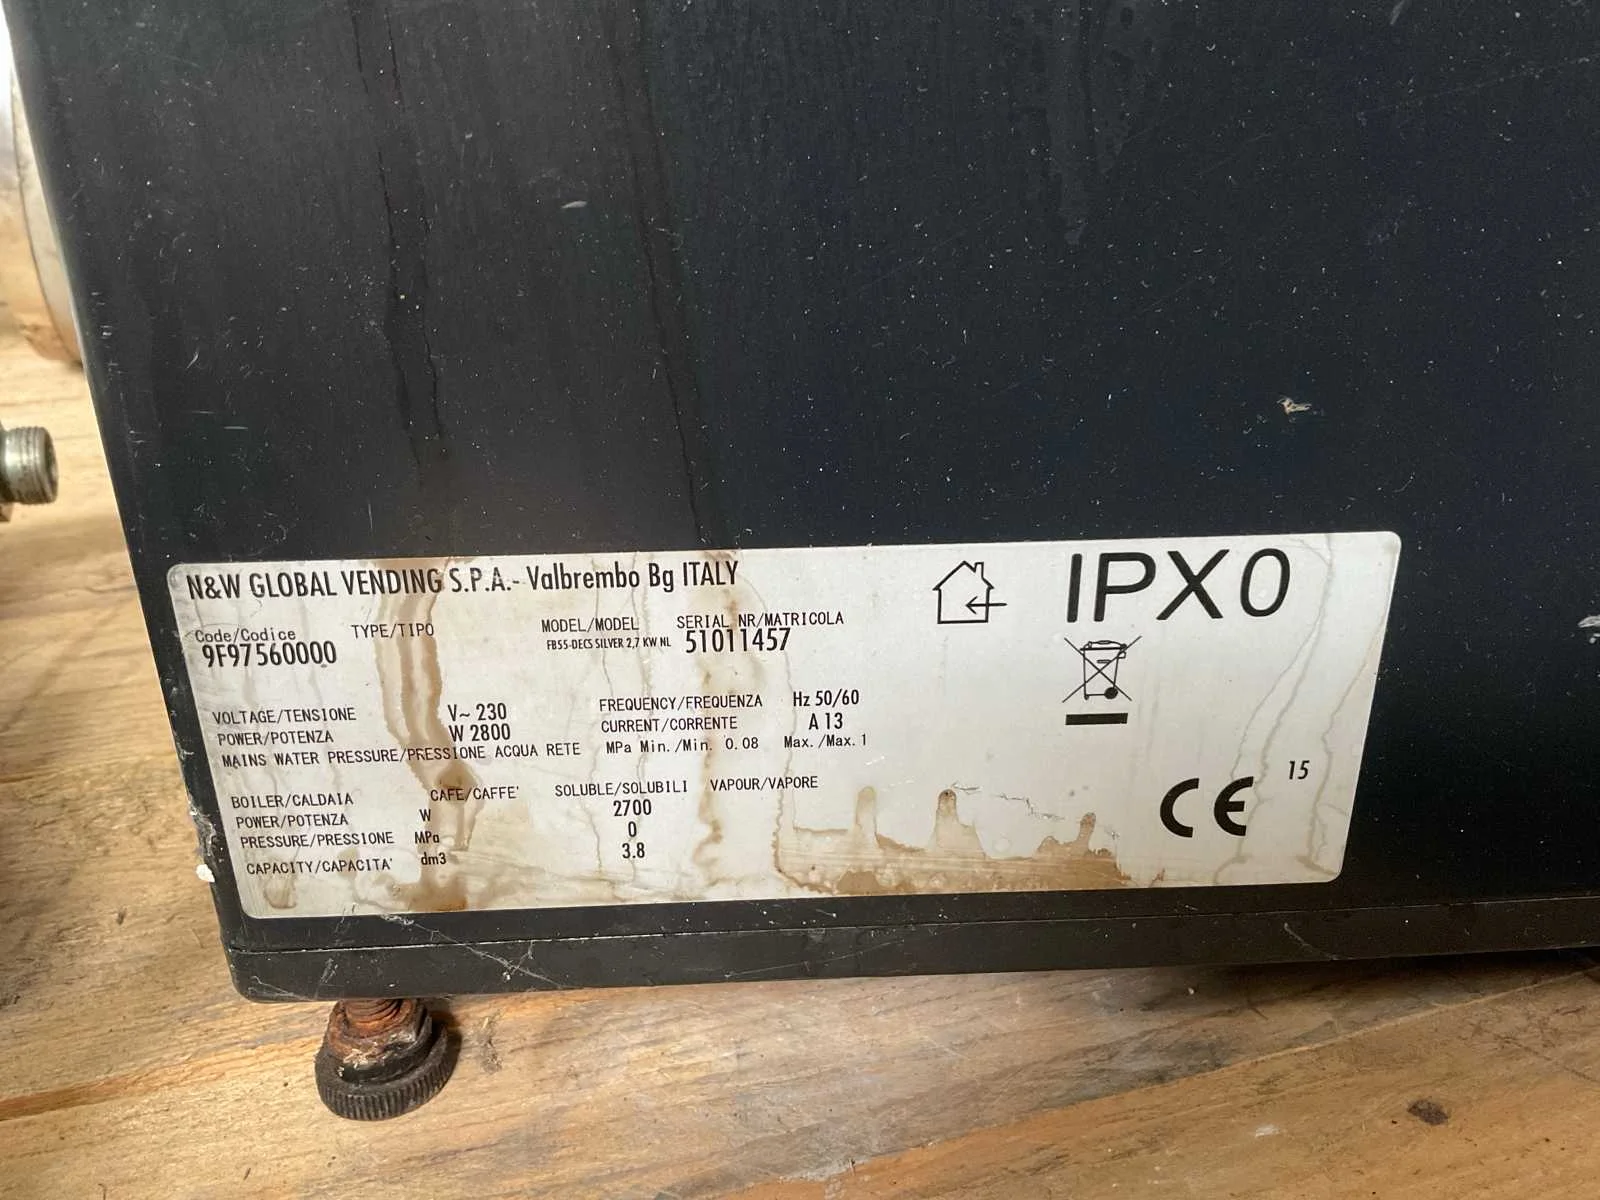 N&W GLOBAL VENDING S.P.A.- Valbrembo Bg ITALY
IPX0
Code/Codice TYPE/TIPO MODEL/MODEL SERIAL NR/MATRICOLA
9F97560000 FB55-DECS SILVER 2,7 KW NL 51011457
VOLTAGE/TENSIONE V~ 230 FREQUENCY/FREQUENZA Hz 50/60
POWER/POTENZA W 2800 CURRENT/CORRENTE A 13
MAINS WATER PRESSURE/PRESSIONE ACQUA RETE MPa Min./Min. 0.08 Max./Max. 1
BOILER/CALDAIA CAFE/CAFFE' SOLUBLE/SOLUBILI VAPOUR/VAPORE
POWER/POTENZA W 2700
PRESSURE/PRESSIONE MPa 0
CAPACITY/CAPACITA' dm3 3.8
CE 15